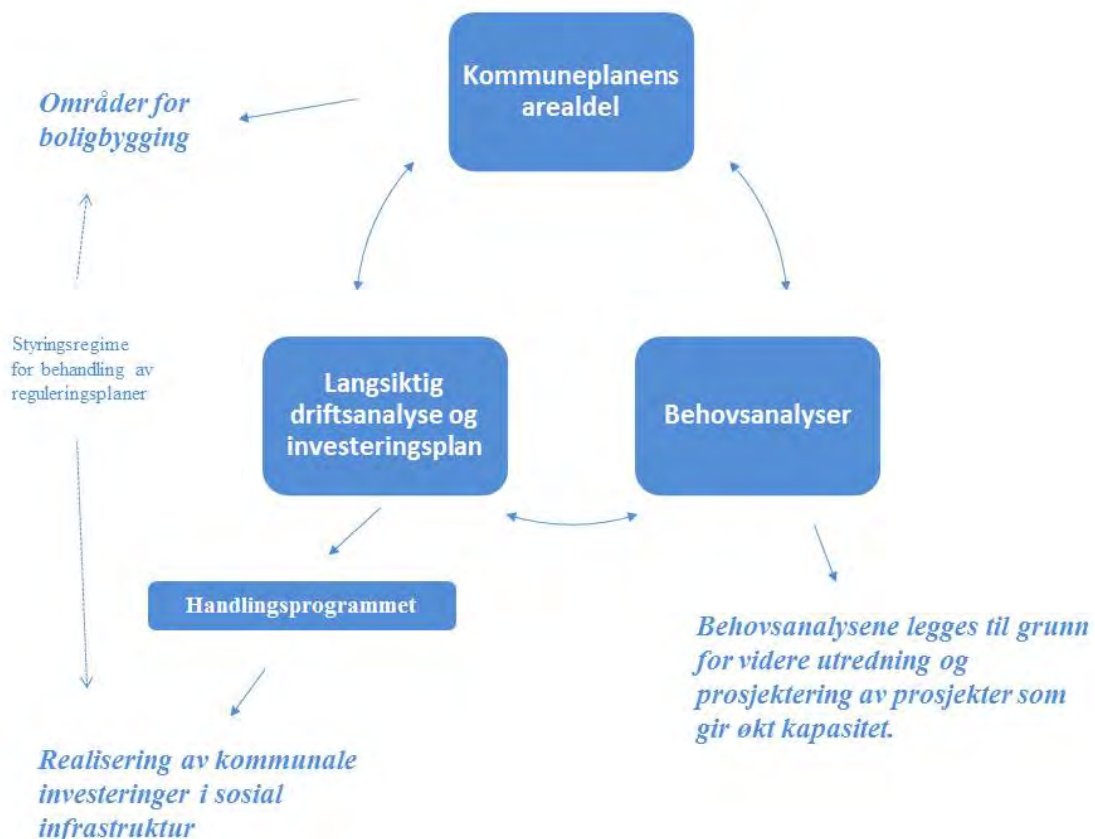 Kommuneplanens
arealdel
Områder for
boligbygging
Styringsregime
for behandling av
reguleringsplaner
Langsiktig
driftsanalyse og
investeringsplan
Behovsanalyser
Handlingsprogrammet
Behovsanalysene legges til grunn
for videre utredning og
prosjektering av prosjekter som
gir økt kapasitet.
Realisering av kommunale
investeringer i sosial
infrastruktur